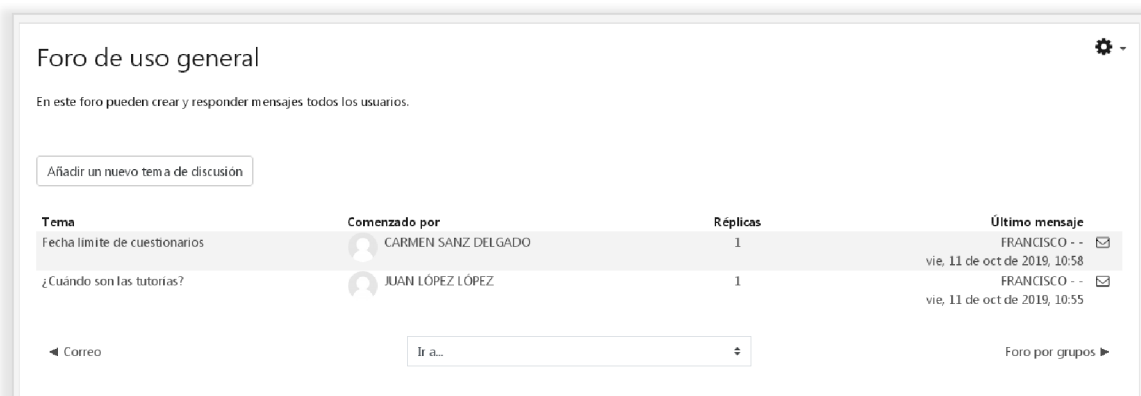 Foro de uso general
En este foro pueden crear y responder mensajes todos los usuarios.
Añadir un nuevo tema de discusión
Tema Comenzado por Réplicas Último mensaje
Fecha límite de cuestionarios CARMEN SANZ DELGADO 1 FRANCISCO - -
vie, 11 de oct de 2019, 10:58
¿Cuándo son las tutorías? JUAN LÓPEZ LÓPEZ 1 FRANCISCO - -
vie, 11 de oct de 2019, 10:55
◄ Correo Ir a... Foro por grupos ►